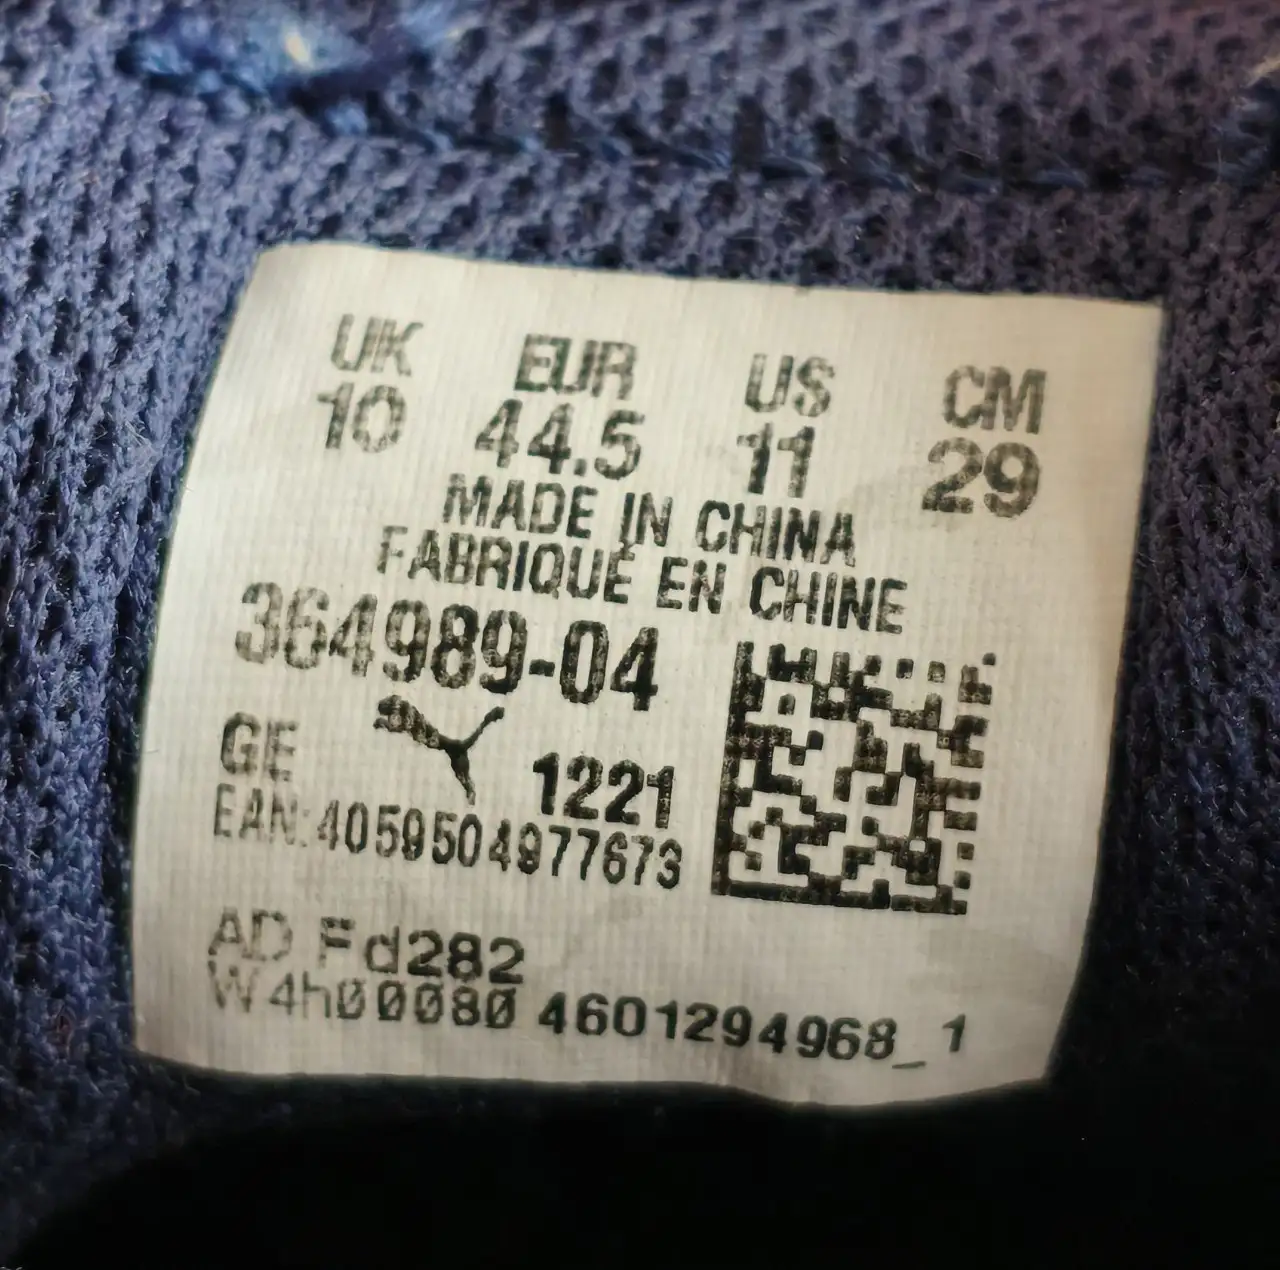 UK EUR US CM
10 44.5 11 29
MADE IN CHINA
FABRIQUÉ EN CHINE
364989-04
GE 1221
EAN:4059504977673
AD Fd282
W4h00080 4601294968_1